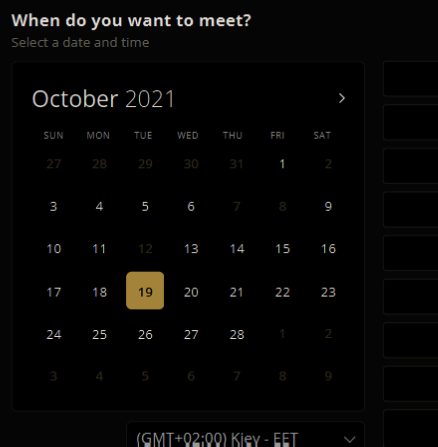 When do you want to meet?
Select a date and time
October 2021
SUN MON TUE WED THU FRI SAT
27 28 29 30 31 1 2
3 4 5 6 7 8 9
10 11 12 13 14 15 16
17 18 19 20 21 22 23
24 25 26 27 28 1 2
3 4 5 6 7 8 9
(GMT+02:00) Kiev - EET